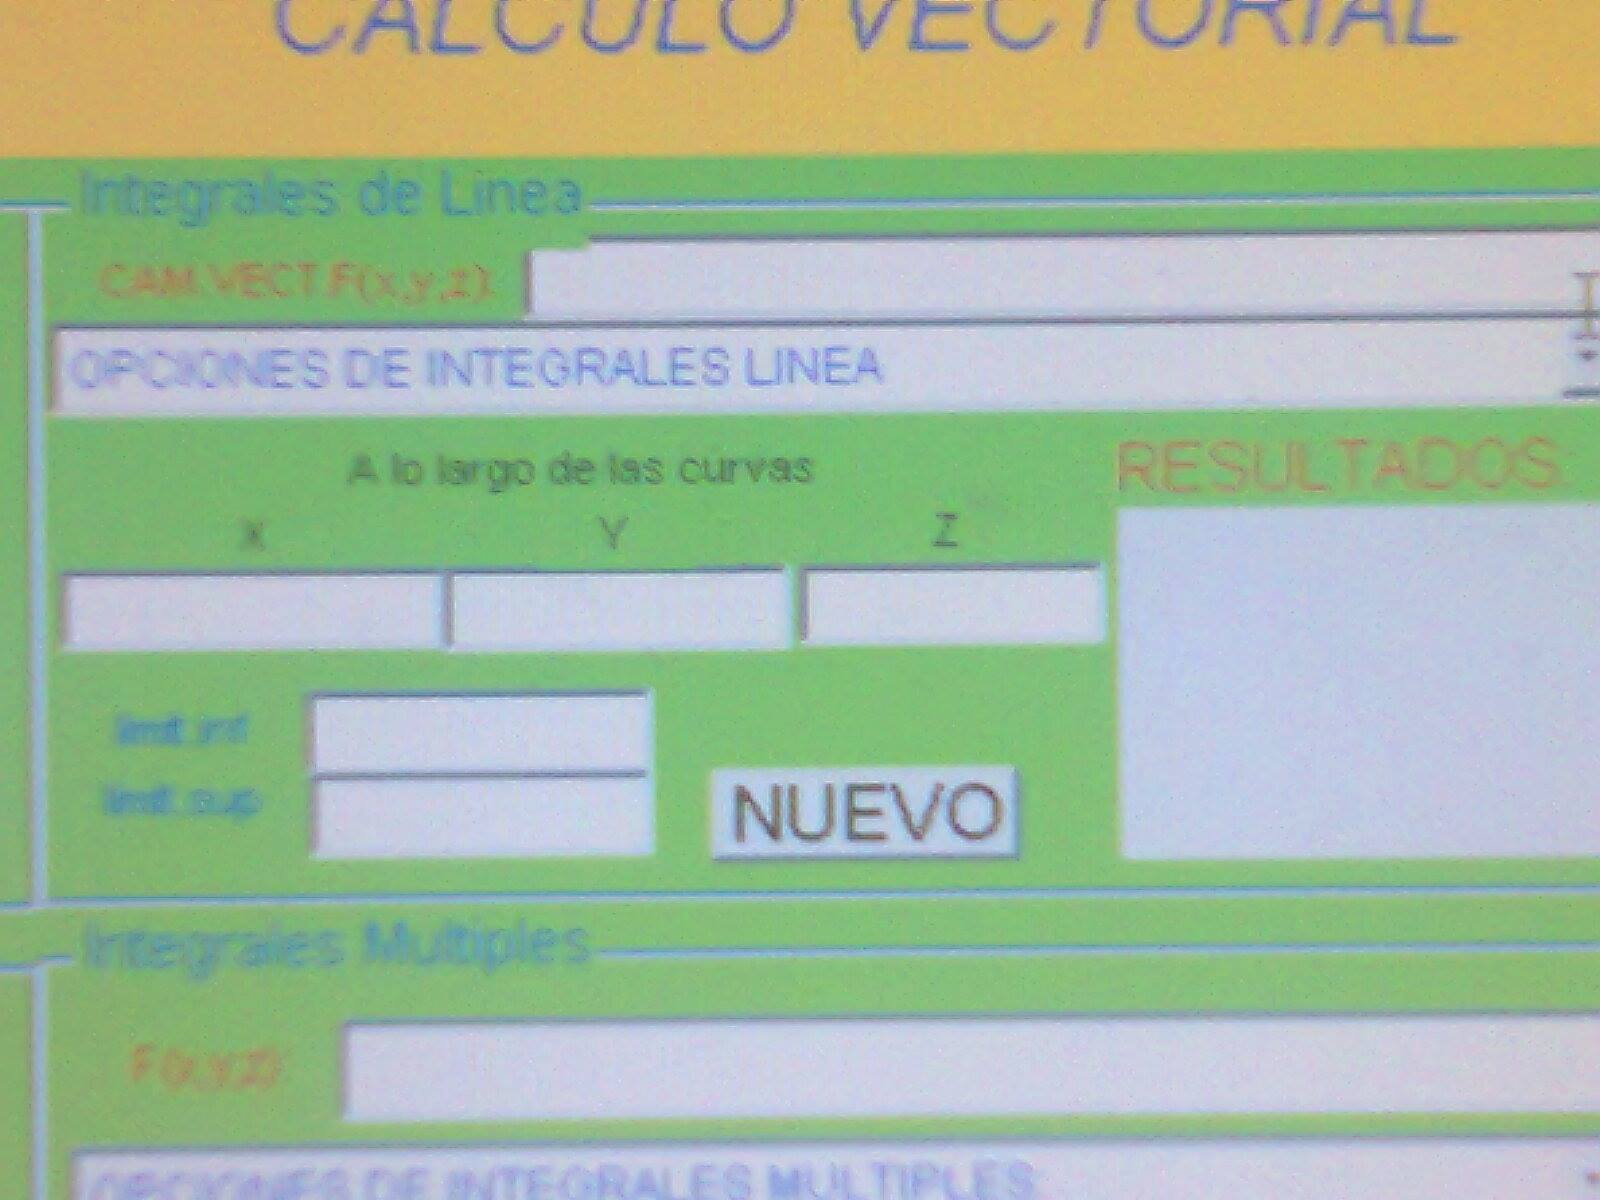 CALCULO VECTORIAL
Integrales de Linea
CAM.VECT.F(x,y,z):
OPCIONES DE INTEGRALES LINEA
A lo largo de las curvas
RESULTADOS:
X Y Z
limit.inf
limit.sup
NUEVO
Integrales Multiples
F(x,y,z):
OPCIONES DE INTEGRALES MULTIPLES: